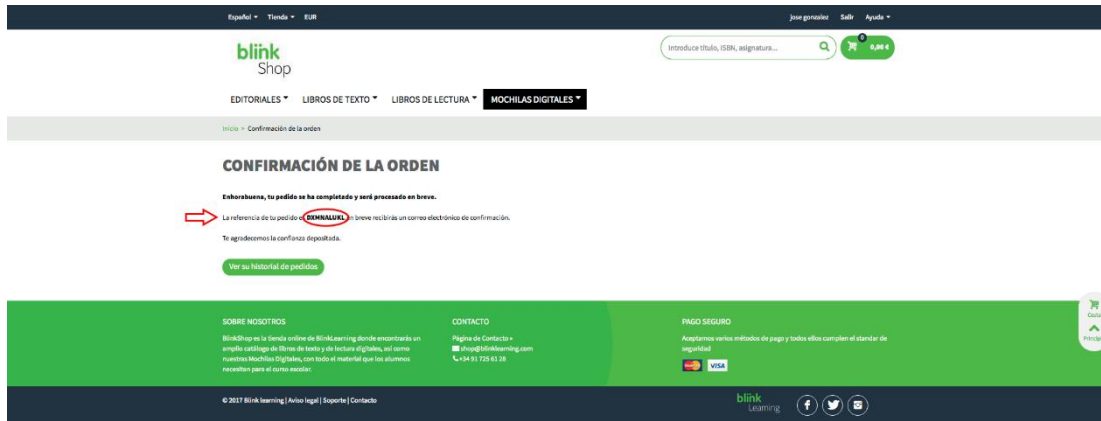 Español Tienda EUR jose gonzalez Salir Ayuda
blink
Shop
Introduce título, ISBN, asignatura...
0
0,00 €
EDITORIALES LIBROS DE TEXTO LIBROS DE LECTURA MOCHILAS DIGITALES
Inicio > Confirmación de la orden
CONFIRMACIÓN DE LA ORDEN
Enhorabuena, tu pedido se ha completado y será procesado en breve.
La referencia de tu pedido e DXMNALUKL n breve recibirás un correo electrónico de confirmación.
Te agradecemos la confianza depositada.
Ver su historial de pedidos
SOBRE NOSOTROS
BlinkShop es la tienda online de BlinkLearning donde encontrarás un
amplio catálogo de libros de texto y de lectura digitales, así como
nuestras Mochilas Digitales, con todo el material que los alumnos
necesitan para el curso escolar.
CONTACTO
Página de Contacto »
shop@blinklearning.com
+34 91 725 61 28
PAGO SEGURO
Aceptamos varios métodos de pago y todos ellos cumplen el standar de
seguridad
VISA
Cesta
Princip
© 2017 Blink learning | Aviso legal | Soporte | Contacto
blink
Learning